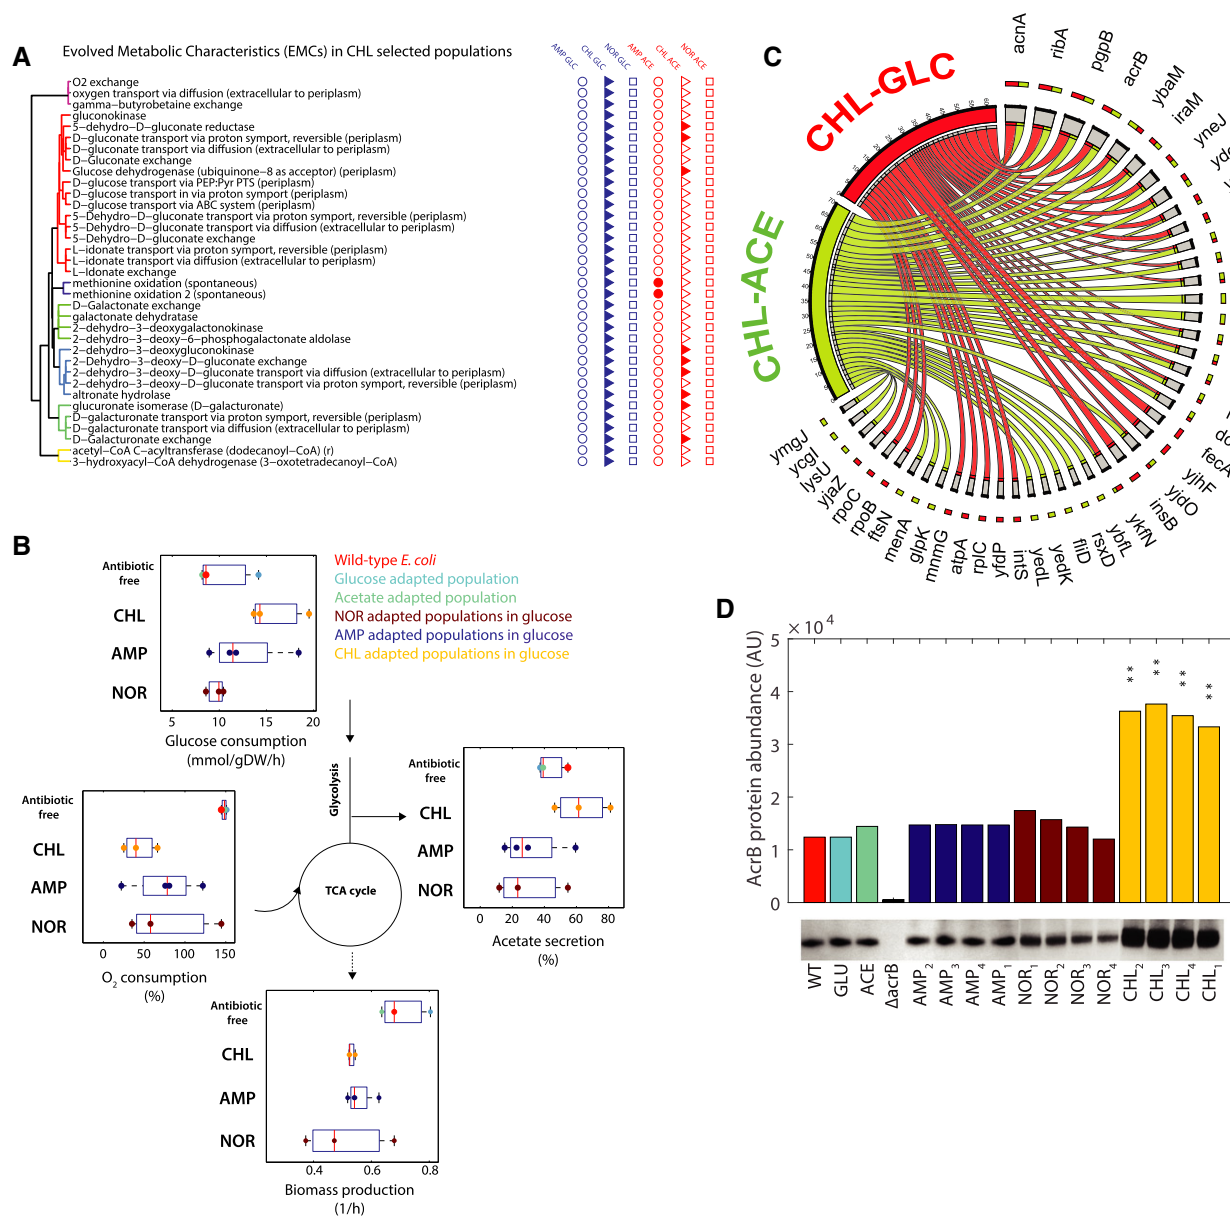 A
Evolved Metabolic Characteristics (EMCs) in CHL selected populations
AMP GLC
CHL GLC
NOR GLC
AMP ACE
CHL ACE
NOR ACE
O2 exchange
oxygen transport via diffusion (extracellular to periplasm)
gamma−butyrobetaine exchange
gluconokinase
5−dehydro−D−gluconate reductase
D−gluconate transport via proton symport, reversible (periplasm)
D−gluconate transport via diffusion (extracellular to periplasm)
D−Gluconate exchange
Glucose dehydrogenase (ubiquinone−8 as acceptor) (periplasm)
D−glucose transport via PEP:Pyr PTS (periplasm)
D−glucose transport in via proton symport (periplasm)
D−glucose transport via ABC system (periplasm)
5−Dehydro−D−gluconate transport via proton symport, reversible (periplasm)
5−Dehydro−D−gluconate transport via diffusion (extracellular to periplasm)
5−Dehydro−D−gluconate exchange
L−idonate transport via proton symport, reversible (periplasm)
L−idonate transport via diffusion (extracellular to periplasm)
L−Idonate exchange
methionine oxidation (spontaneous)
methionine oxidation 2 (spontaneous)
D−Galactonate exchange
galactonate dehydratase
2−dehydro−3−deoxygalactonokinase
2−dehydro−3−deoxy−6−phosphogalactonate aldolase
2−dehydro−3−deoxygluconokinase
2−Dehydro−3−deoxy−D−gluconate exchange
2−dehydro−3−deoxy−D−gluconate transport via diffusion (extracellular to periplasm)
2−dehydro−3−deoxy−D−gluconate transport via proton symport, reversible (periplasm)
altronate hydrolase
glucuronate isomerase (D−galacturonate)
D−galacturonate transport via proton symport, reversible (periplasm)
D−galacturonate transport via diffusion (extracellular to periplasm)
D−Galacturonate exchange
acetyl−CoA C−acyltransferase (dodecanoyl−CoA) (r)
3−hydroxyacyl−CoA dehydrogenase (3−oxotetradecanoyl−CoA)
B
Antibiotic
free
CHL
AMP
NOR
5 10 15 20
Glucose consumption
(mmol/gDW/h)
Wild-type E. coli
Glucose adapted population
Acetate adapted population
NOR adapted populations in glucose
AMP adapted populations in glucose
CHL adapted populations in glucose
Antibiotic
free
CHL
AMP
NOR
0 50 100 150
O2 consumption
(%)
Glycolysis
TCA cycle
Antibiotic
free
CHL
AMP
NOR
0 20 40 60 80
Acetate secretion
(%)
Antibiotic
free
CHL
AMP
NOR
0.4 0.6 0.8
Biomass production
(1/h)
C
CHL-GLC
CHL-ACE
acnA
ribA
pgpB
acrB
ybaM
iraM
yneJ
fecA
yihF
yjdO
insB
ykfN
ybfL
rsxD
fliD
yedK
yedL
intS
yfdP
rplC
atpA
mnmG
glpK
menA
ftsN
rpoB
rpoC
yjaZ
lysU
ycgI
ymgJ
D
5 × 10^4
4
3
2
1
0
AcrB protein abundance (AU)
** ** ** **
WT
GLU
ACE
ΔacrB
AMP2
AMP3
AMP4
AMP1
NOR1
NOR2
NOR3
NOR4
CHL2
CHL3
CHL4
CHL1